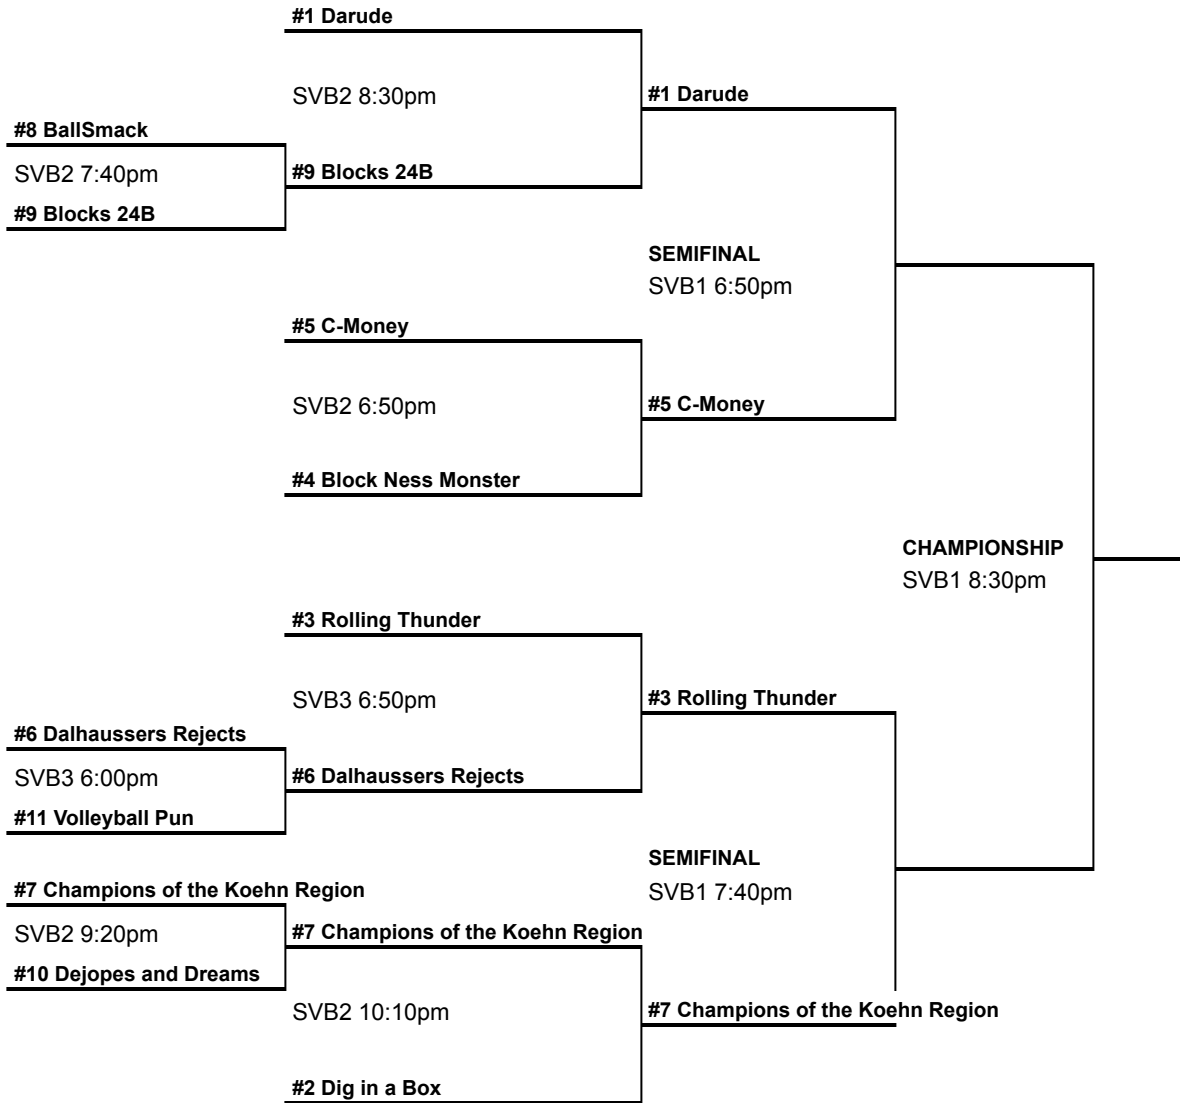 #1 Darude
SVB2 8:30pm
#1 Darude
#8 BallSmack
SVB2 7:40pm
#9 Blocks 24B
#9 Blocks 24B
SEMIFINAL
SVB1 6:50pm
#5 C-Money
SVB2 6:50pm
#5 C-Money
#4 Block Ness Monster
CHAMPIONSHIP
SVB1 8:30pm
#3 Rolling Thunder
SVB3 6:50pm
#3 Rolling Thunder
#6 Dalhaussers Rejects
SVB3 6:00pm
#6 Dalhaussers Rejects
#11 Volleyball Pun
SEMIFINAL
SVB1 7:40pm
#7 Champions of the Koehn Region
SVB2 9:20pm
#7 Champions of the Koehn Region
#10 Dejopes and Dreams
SVB2 10:10pm
#7 Champions of the Koehn Region
#2 Dig in a Box